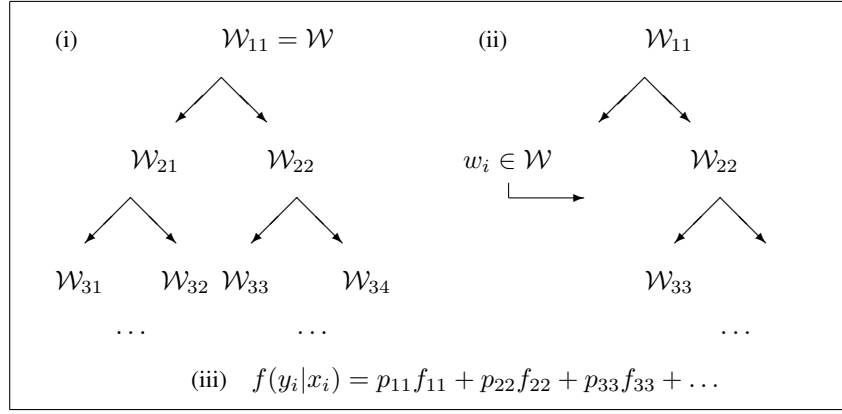 (i) 𝒲₁₁ = 𝒲 (ii) 𝒲₁₁
𝒲₂₁ 𝒲₂₂ wᵢ ∈ 𝒲 𝒲₂₂
𝒲₃₁ 𝒲₃₂ 𝒲₃₃ 𝒲₃₄ 𝒲₃₃
... ... ...
(iii) f(yᵢ|xᵢ) = p₁₁f₁₁ + p₂₂f₂₂ + p₃₃f₃₃ + ...